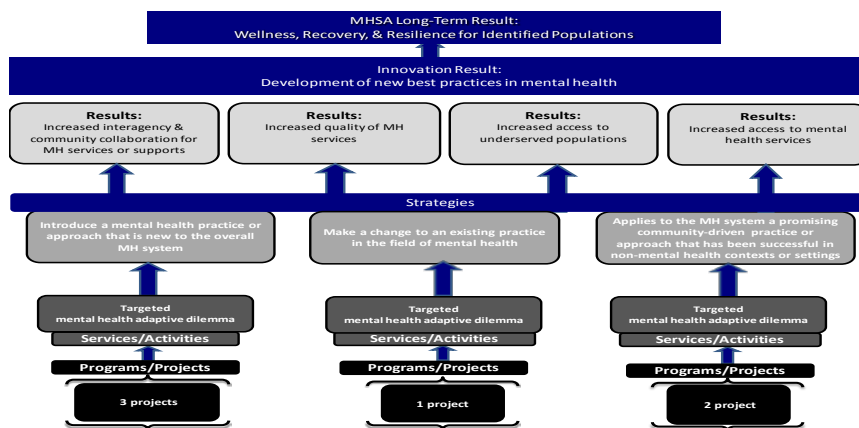 MHSA Long-Term Result:
Wellness, Recovery, & Resilience for Identified Populations
Innovation Result:
Development of new best practices in mental health
Results:
Increased interagency &
community collaboration for
MH services or supports
Results:
Increased quality of MH
services
Results:
Increased access to
underserved populations
Results:
Increased access to mental
health services
Strategies
Introduce a mental health practice or
approach that is new to the overall
MH system
Make a change to an existing practice
in the field of mental health
Applies to the MH system a promising
community-driven practice or
approach that has been successful in
non-mental health contexts or settings
Targeted
mental health adaptive dilemma
Services/Activities
Targeted
mental health adaptive dilemma
Services/Activities
Targeted
mental health adaptive dilemma
Services/Activities
Programs/Projects
Programs/Projects
Programs/Projects
3 projects
1 project
2 project